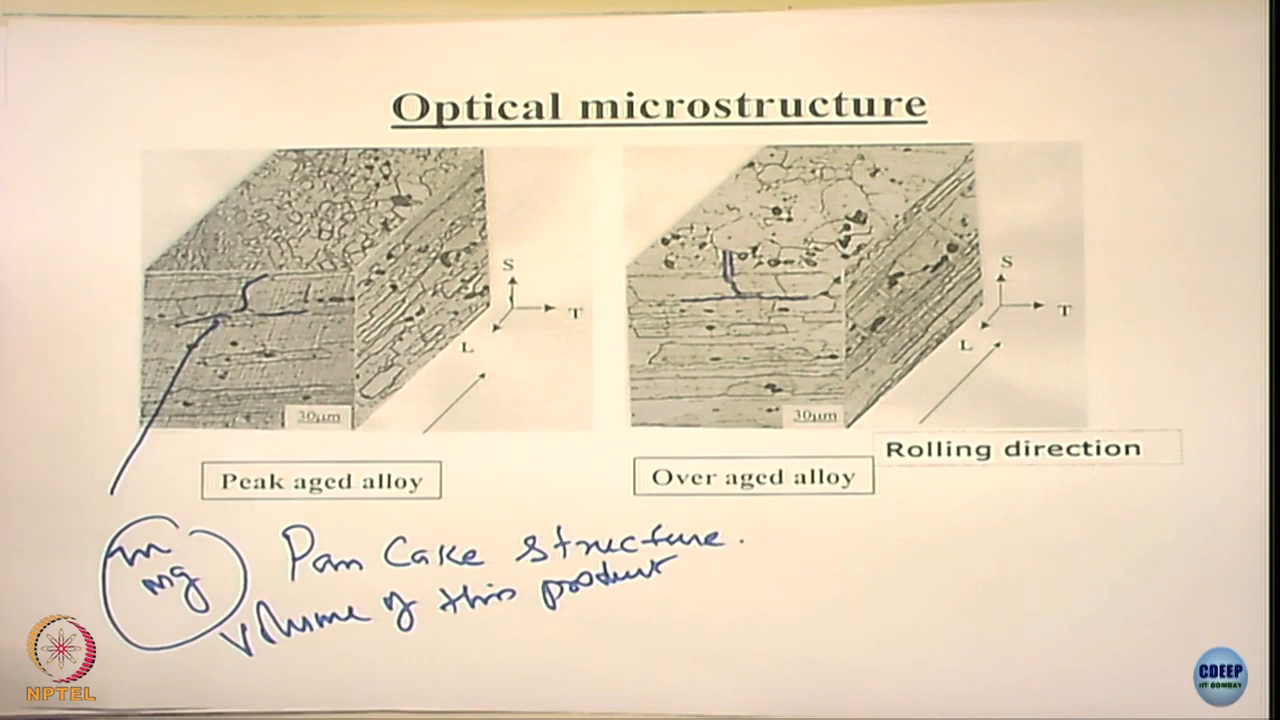 Optical microstructure
S
T
L
30µm
S
T
L
30µm
Rolling direction
Peak aged alloy
Over aged alloy
mg
Pan Cake structure.
Volume of this product
NPTEL
CDEEP
IIT BOMBAY